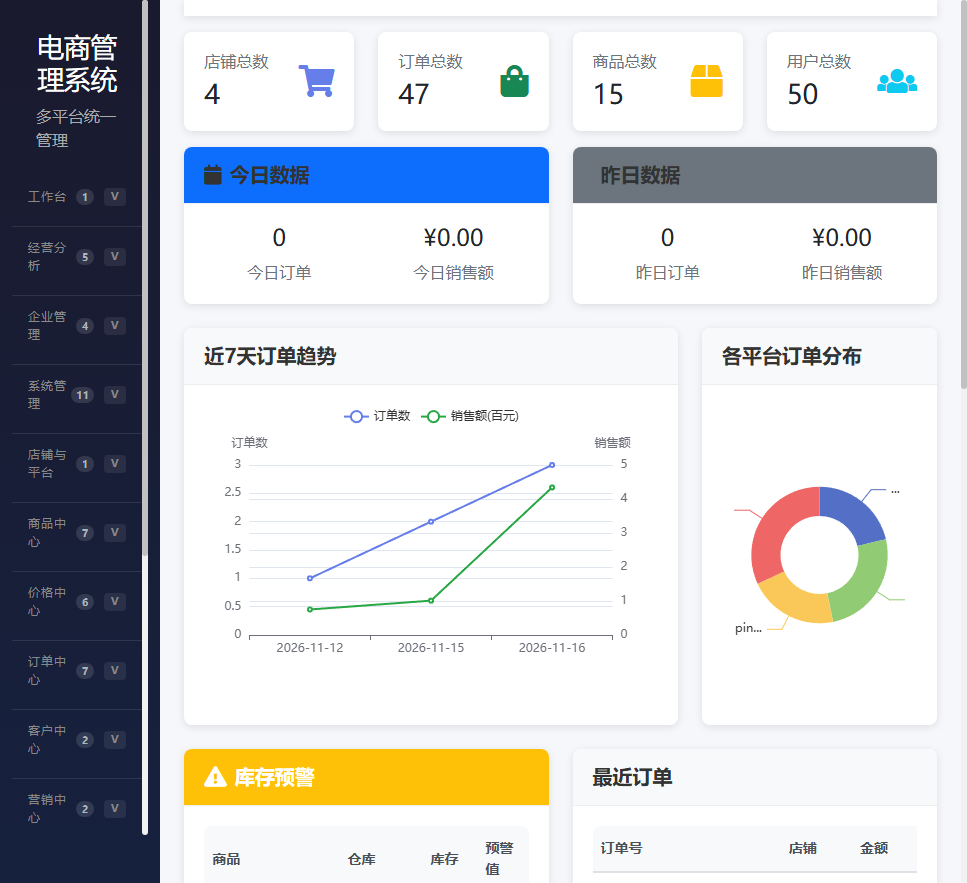 电商管
理系统
多平台统一
管理
工作台 1 V
经营分
析 5 V
企业管
理 4 V
系统管
理 11 V
店铺与
平台 1 V
商品中
心 7 V
价格中
心 6 V
订单中
心 7 V
客户中
心 2 V
营销中
心 2 V
店铺总数
4
订单总数
47
商品总数
15
用户总数
50
今日数据
0
今日订单
¥0.00
今日销售额
昨日数据
0
昨日订单
¥0.00
昨日销售额
近7天订单趋势
订单数 销售额(百元)
订单数 销售额
3 5
2.5 4
2 3
1.5 2
1 1
0.5 0
0
2026-11-12 2026-11-15 2026-11-16
各平台订单分布
...
pin...
库存预警
商品 仓库 库存 预警
值
最近订单
订单号 店铺 金额